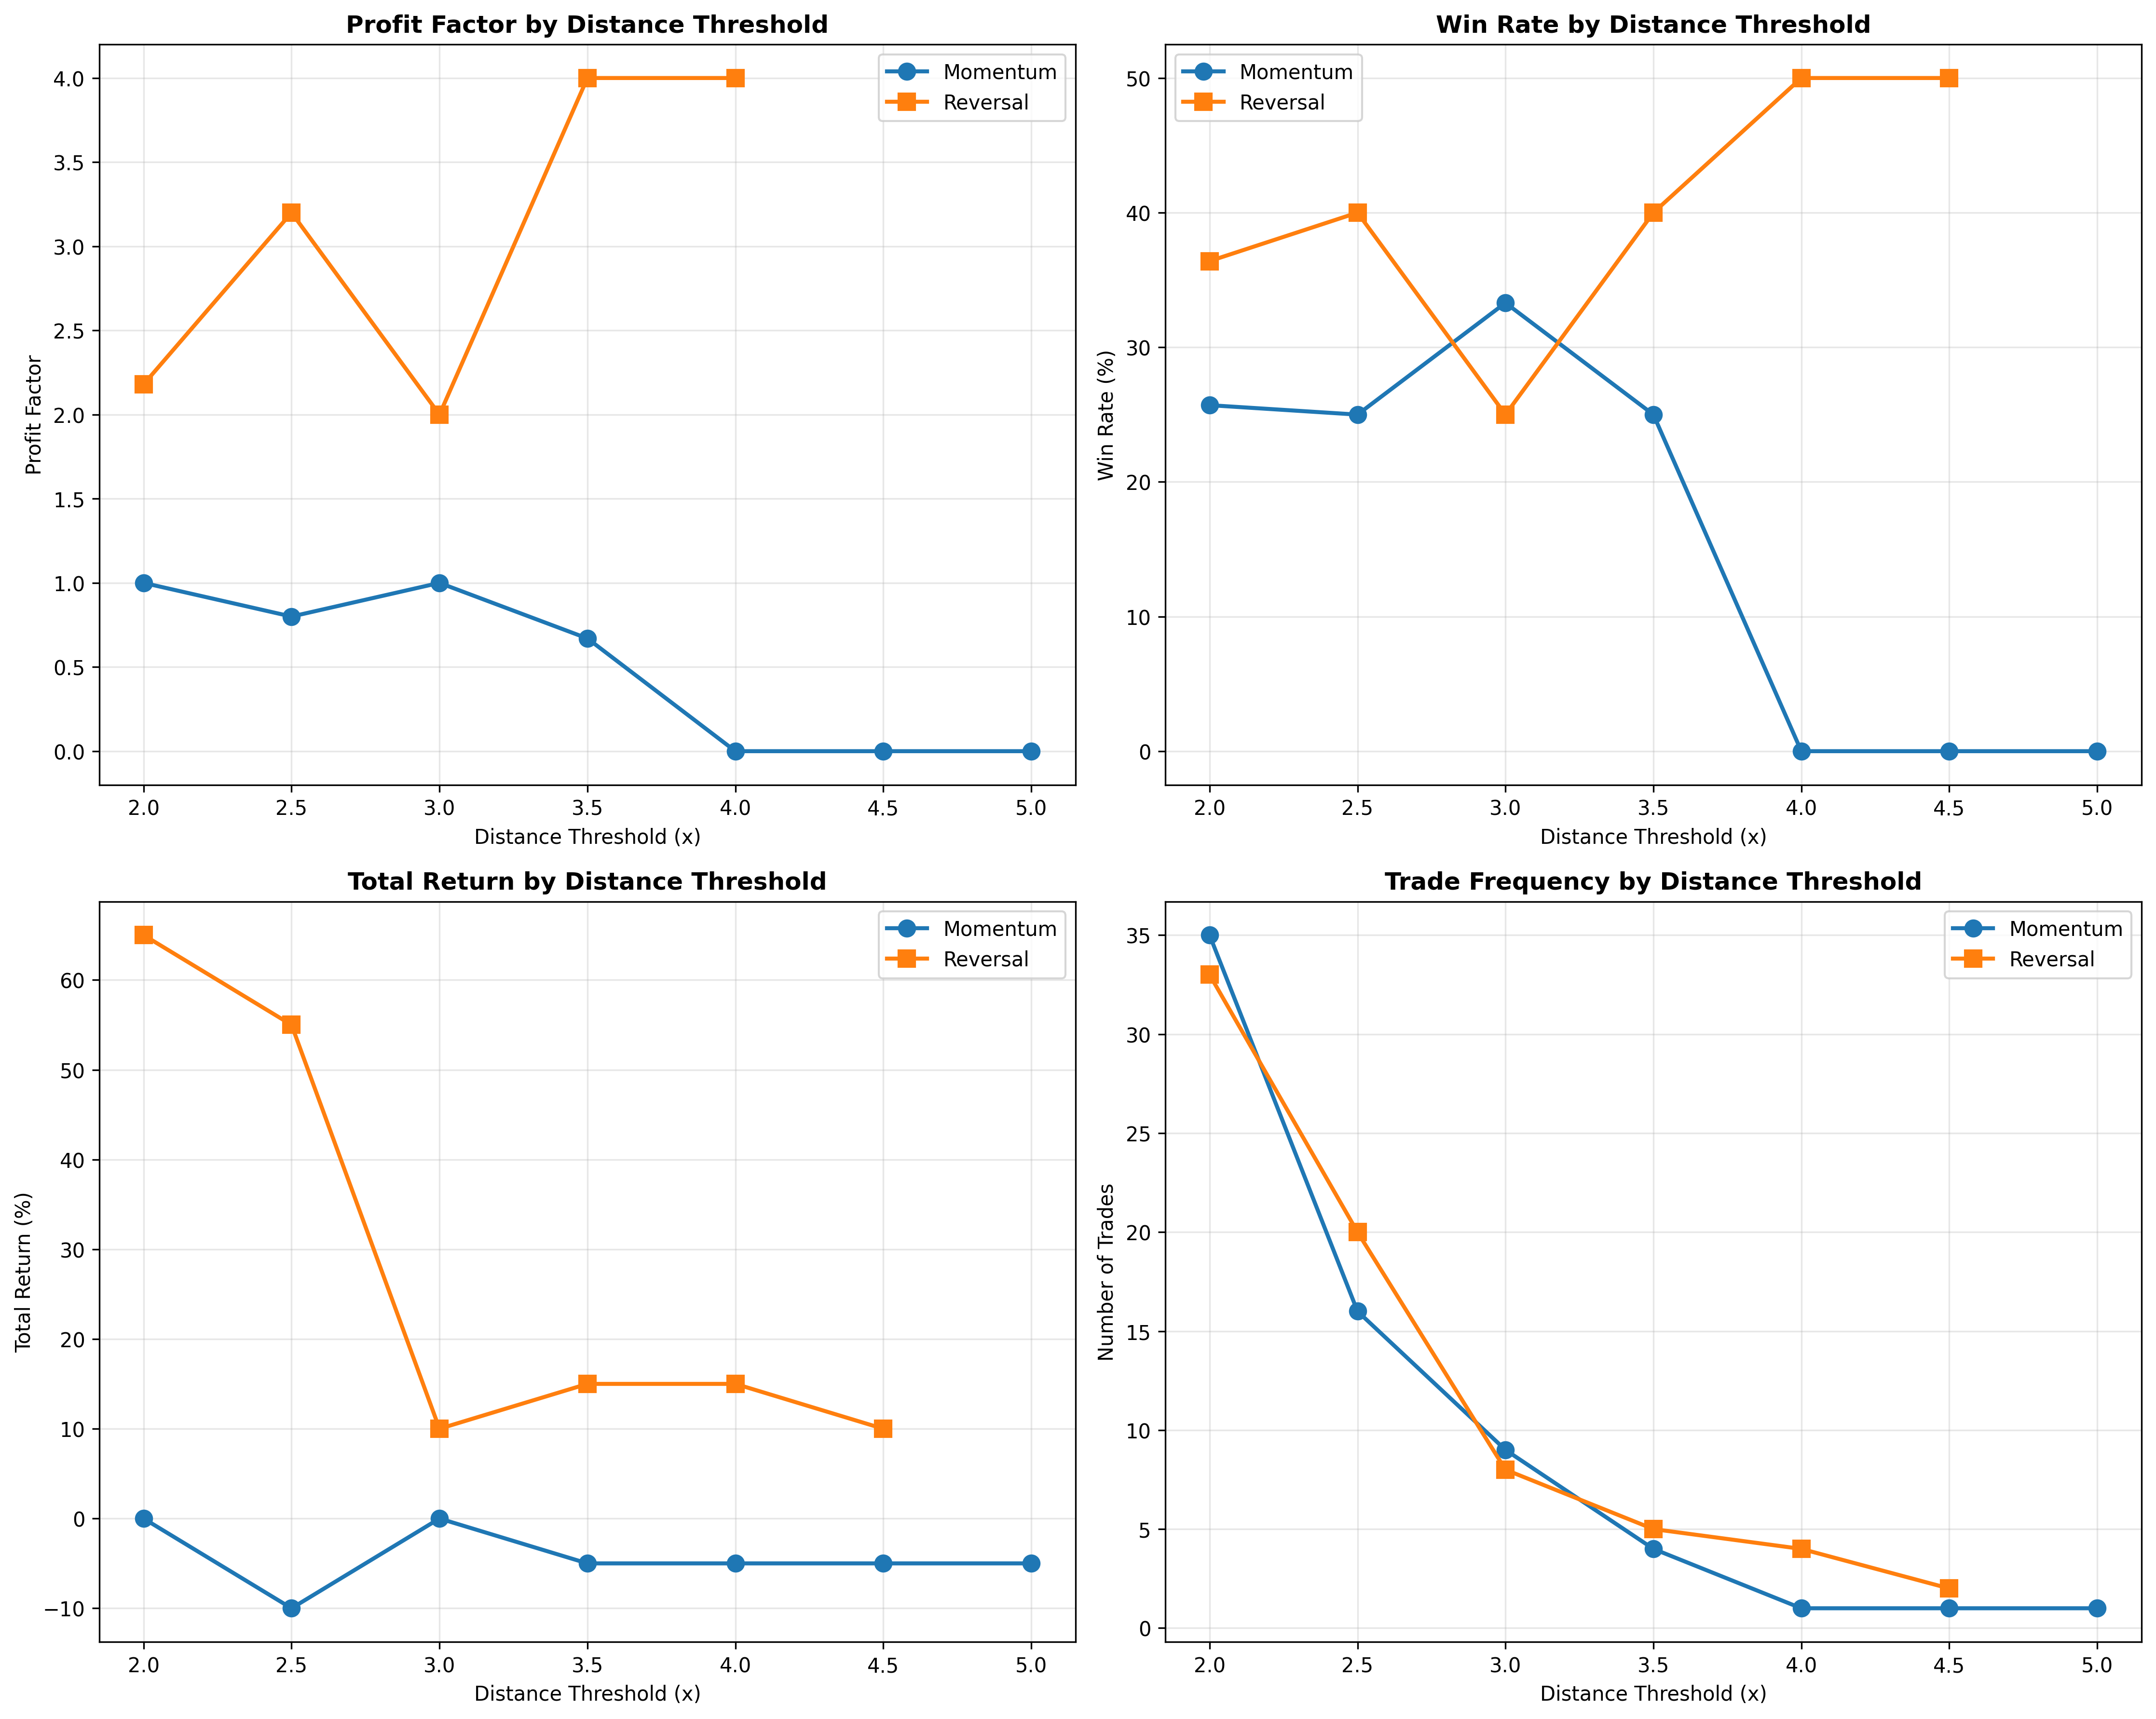 Profit Factor by Distance Threshold
Momentum
Reversal
4.0
3.5
3.0
2.5
2.0
1.5
1.0
0.5
0.0
Profit Factor
2.0 2.5 3.0 3.5 4.0 4.5 5.0
Distance Threshold (x)
Win Rate by Distance Threshold
Momentum
Reversal
50
40
30
20
10
0
Win Rate (%)
2.0 2.5 3.0 3.5 4.0 4.5 5.0
Distance Threshold (x)
Total Return by Distance Threshold
Momentum
Reversal
60
50
40
30
20
10
0
−10
Total Return (%)
2.0 2.5 3.0 3.5 4.0 4.5 5.0
Distance Threshold (x)
Trade Frequency by Distance Threshold
Momentum
Reversal
35
30
25
20
15
10
5
0
Number of Trades
2.0 2.5 3.0 3.5 4.0 4.5 5.0
Distance Threshold (x)